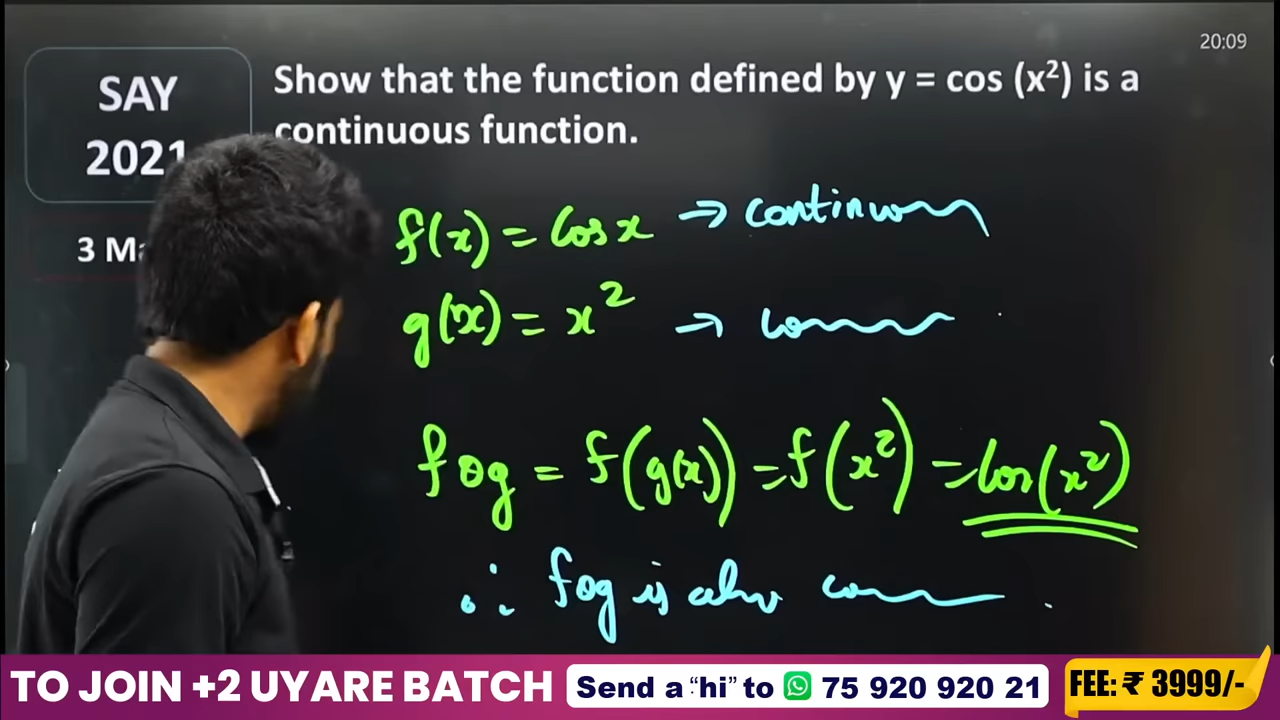 20:09
SAY
2021
Show that the function defined by y = cos (x²) is a
continuous function.
3 Ma
f(x) = cos x → continuous
g(x) = x² →
fog = f(g(x)) = f(x²) = cos(x²)
∴ fog is also
TO JOIN +2 UYARE BATCH
Send a “hi” to 75 920 920 21
FEE: ₹ 3999/-